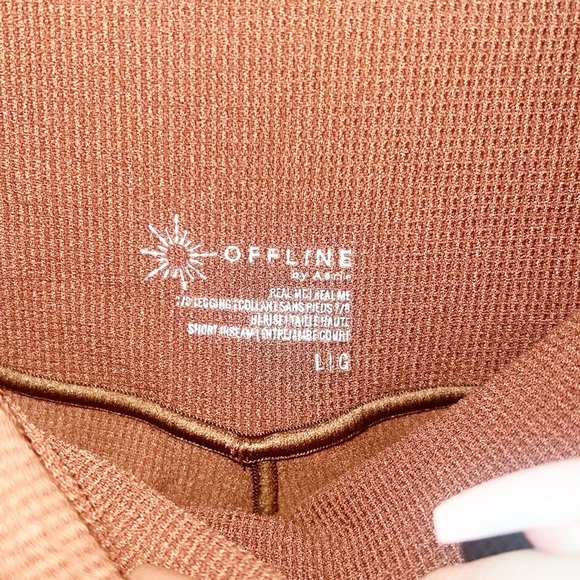 OFFLINE
by Aerie
REAL ME | REAL ME
7/8 LEGGING | COLLANT SANS PIEDS 7/8
HI-RISE | TAILLE HAUTE
SHORT INSEAM | ENTREJAMBE COURT
L | G